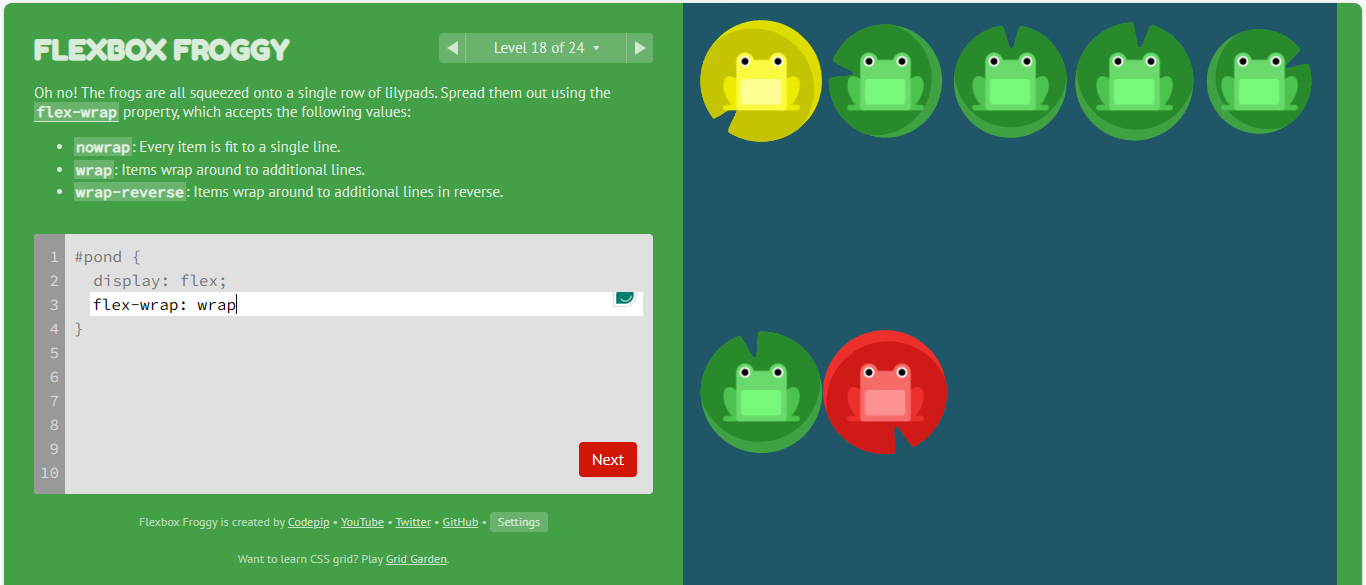 FLEXBOX FROGGY
Level 18 of 24
Oh no! The frogs are all squeezed onto a single row of lilypads. Spread them out using the
flex-wrap property, which accepts the following values:
• nowrap: Every item is fit to a single line.
• wrap: Items wrap around to additional lines.
• wrap-reverse: Items wrap around to additional lines in reverse.
1 #pond {
2 display: flex;
3 flex-wrap: wrap
4 }
5
6
7
8
9
10
Next
Flexbox Froggy is created by Codepip • YouTube • Twitter • GitHub • Settings
Want to learn CSS grid? Play Grid Garden.